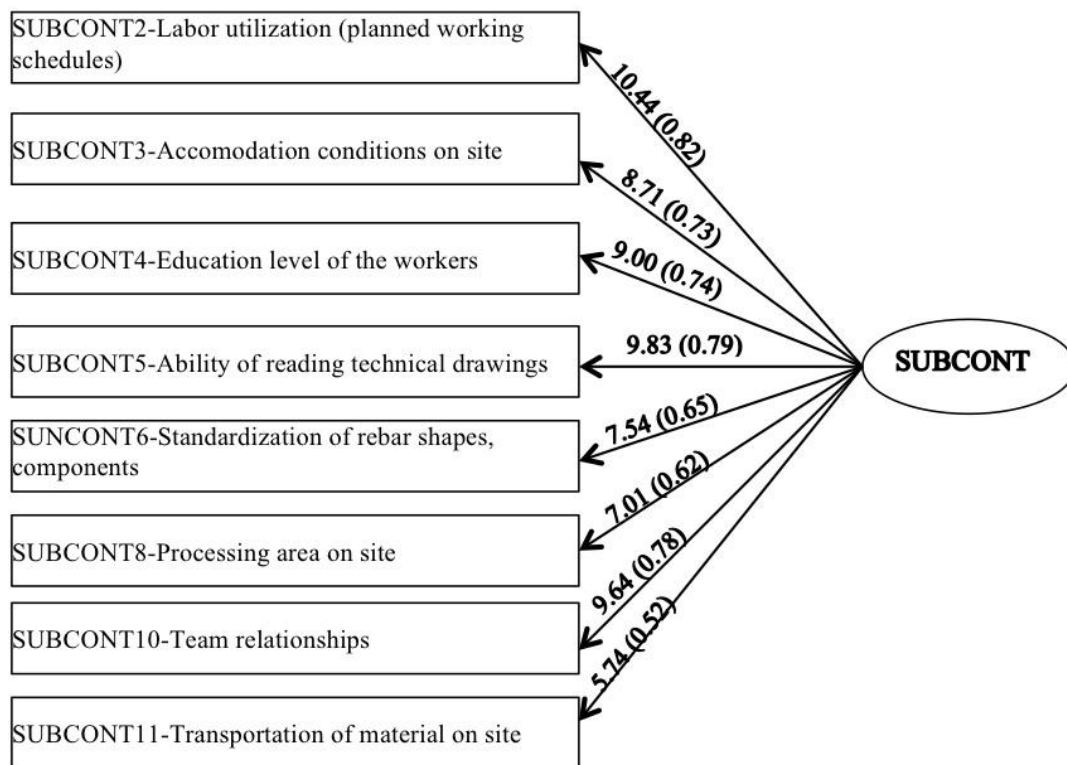 SUBCONT2-Labor utilization (planned working
schedules)
10.44 (0.82)
SUBCONT3-Accomodation conditions on site
8.71 (0.73)
SUBCONT4-Education level of the workers
9.00 (0.74)
SUBCONT5-Ability of reading technical drawings
9.83 (0.79)
SUBCONT
SUNCONT6-Standardization of rebar shapes,
components
7.54 (0.65)
SUBCONT8-Processing area on site
7.01 (0.62)
SUBCONT10-Team relationships
9.64 (0.78)
SUBCONT11-Transportation of material on site
5.74 (0.52)